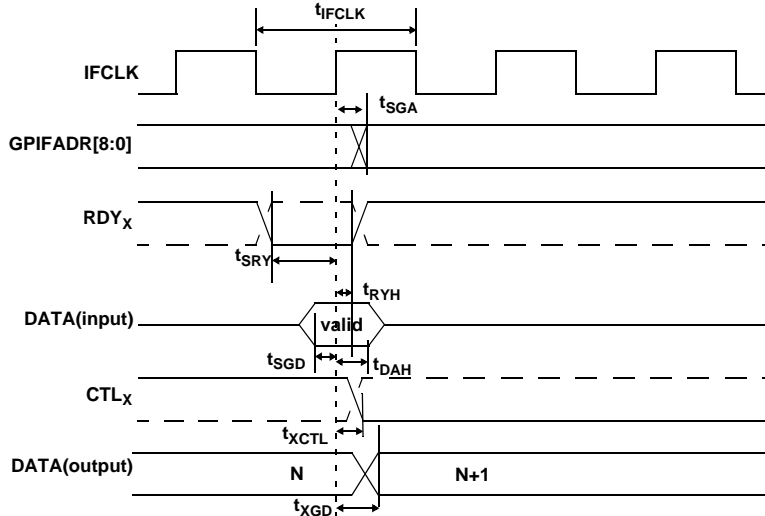 tIFCLK
IFCLK
tSGA
GPIFADR[8:0]
RDYX
tSRY
tRYH
DATA(input)
valid
tSGD
tDAH
CTLX
tXCTL
DATA(output)
N
N+1
tXGD